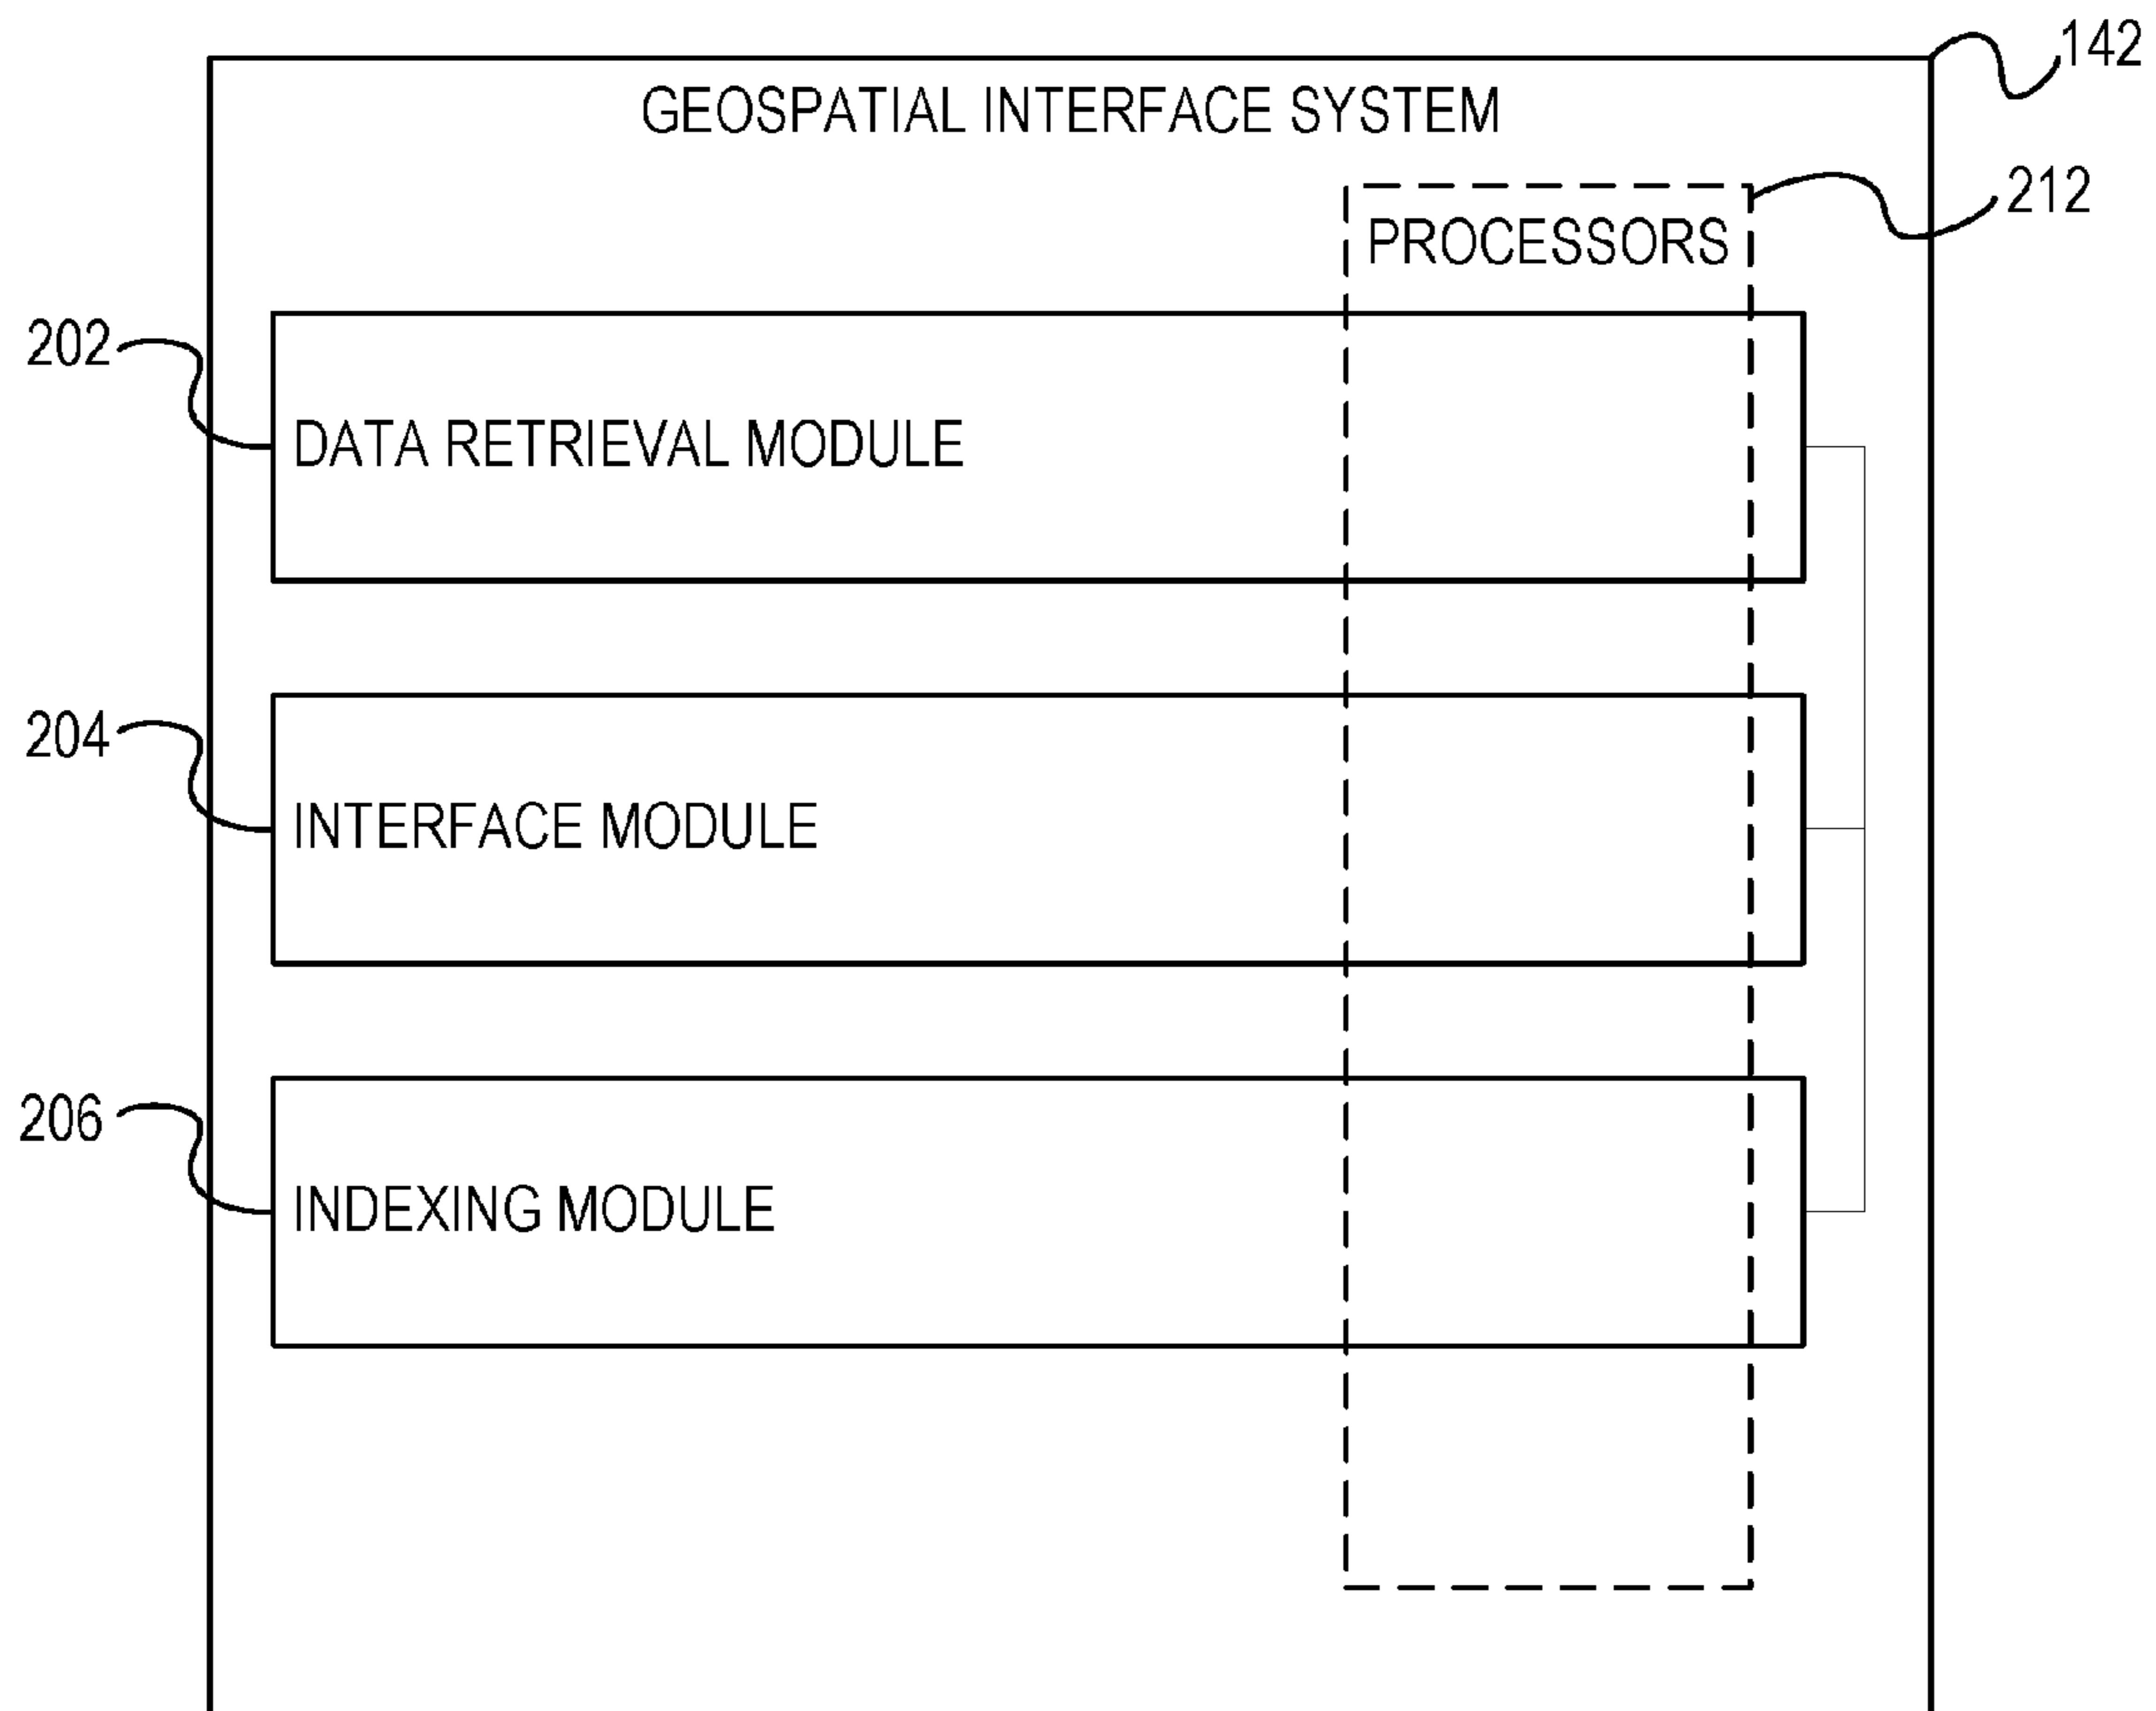 142
GEOSPATIAL INTERFACE SYSTEM
212
PROCESSORS
202
DATA RETRIEVAL MODULE
204
INTERFACE MODULE
206
INDEXING MODULE